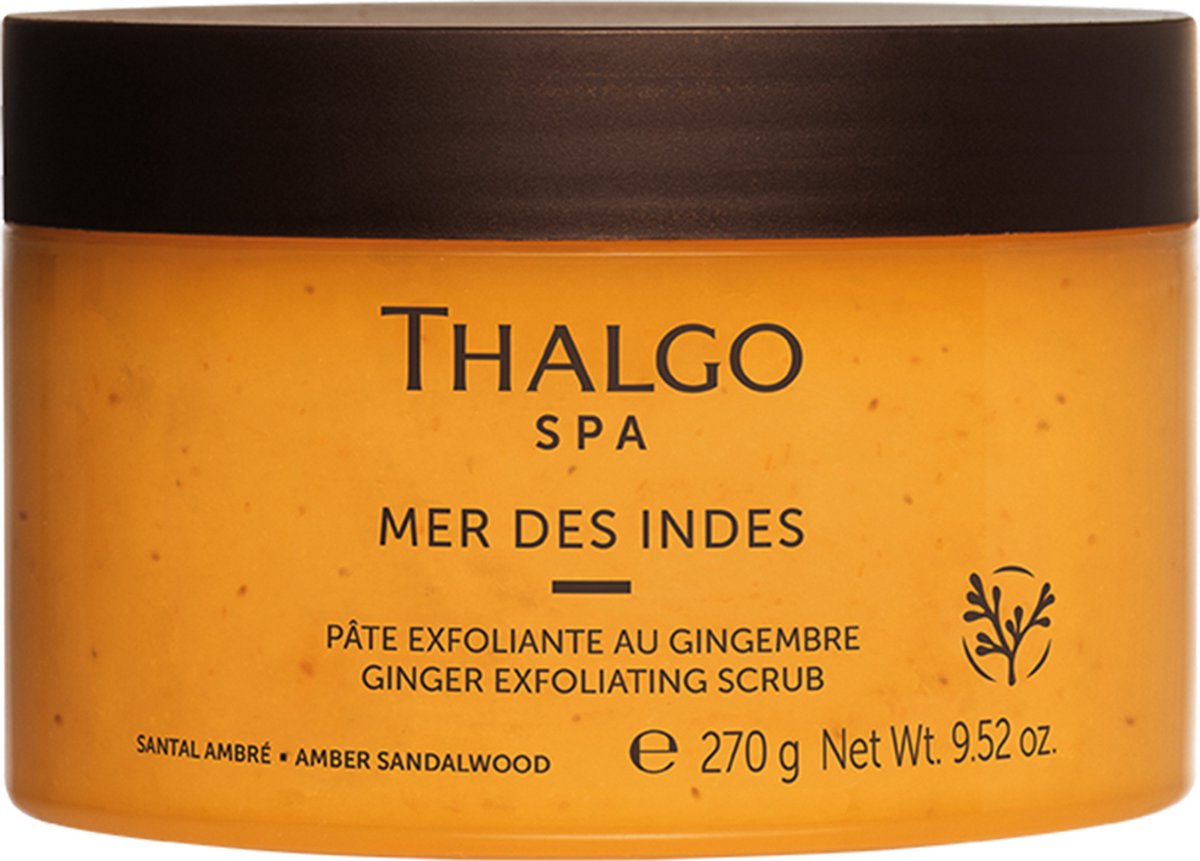 THALGO
SPA
MER DES INDES
PÂTE EXFOLIANTE AU GINGEMBRE
GINGER EXFOLIATING SCRUB
SANTAL AMBRÉ ▪ AMBER SANDALWOOD ℮ 270 g Net Wt. 9.52 oz.